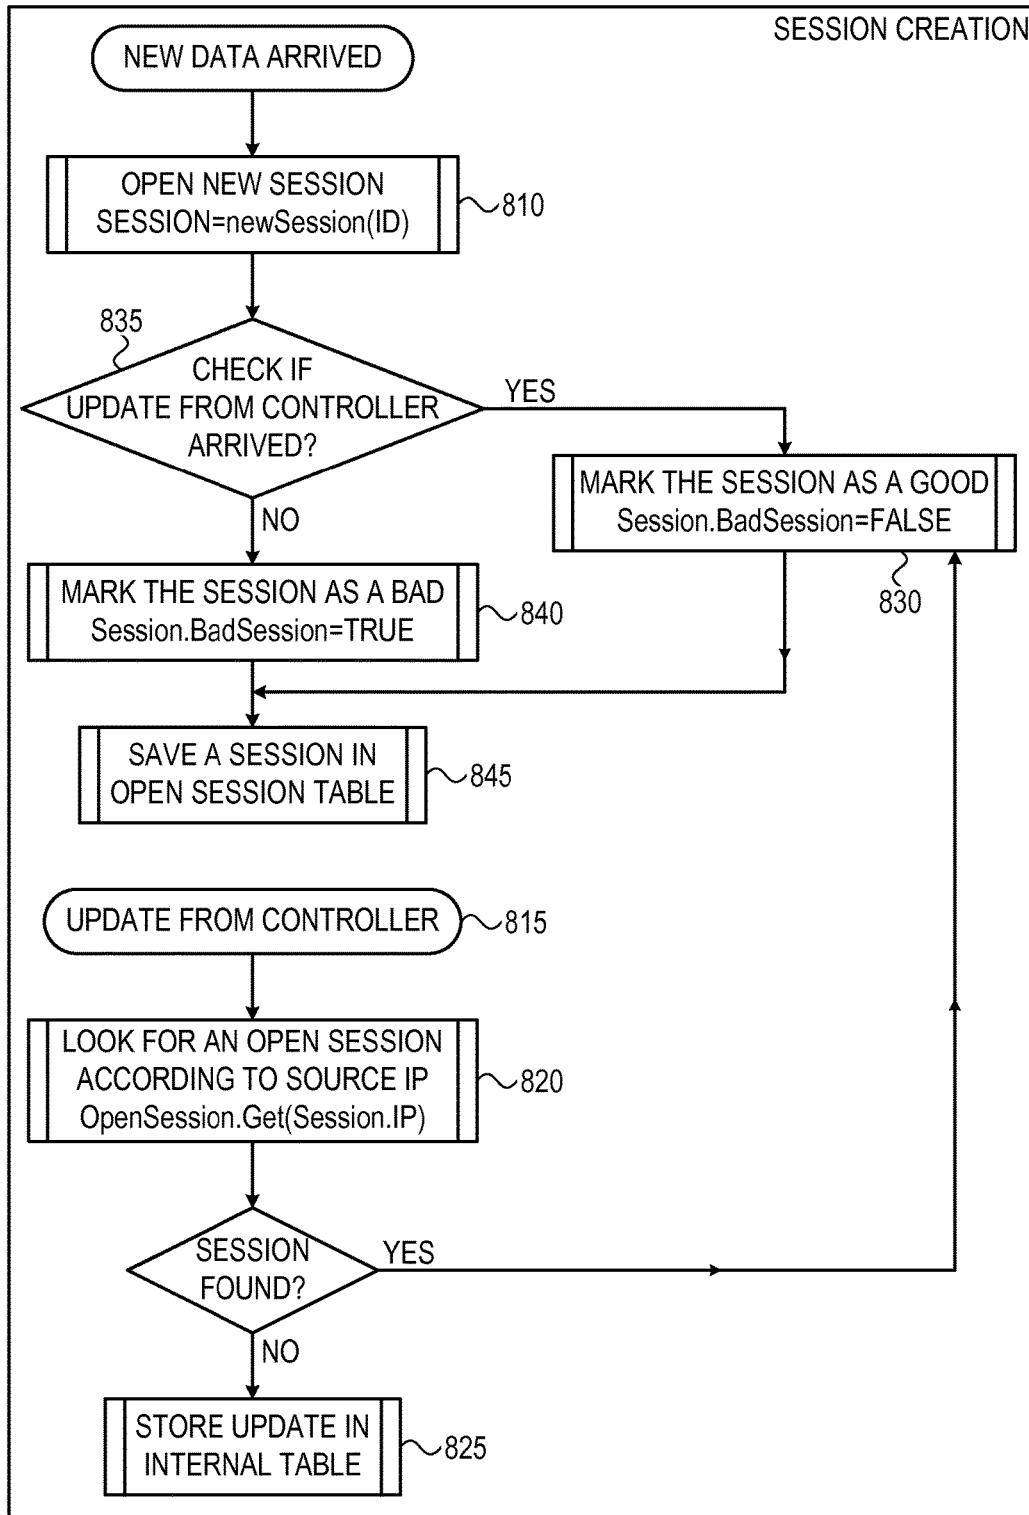 SESSION CREATION
NEW DATA ARRIVED
OPEN NEW SESSION
SESSION=newSession(ID)
810
835
CHECK IF
UPDATE FROM CONTROLLER
ARRIVED?
YES
NO
MARK THE SESSION AS A GOOD
Session.BadSession=FALSE
830
MARK THE SESSION AS A BAD
Session.BadSession=TRUE
840
SAVE A SESSION IN
OPEN SESSION TABLE
845
UPDATE FROM CONTROLLER
815
LOOK FOR AN OPEN SESSION
ACCORDING TO SOURCE IP
OpenSession.Get(Session.IP)
820
SESSION
FOUND?
YES
NO
STORE UPDATE IN
INTERNAL TABLE
825